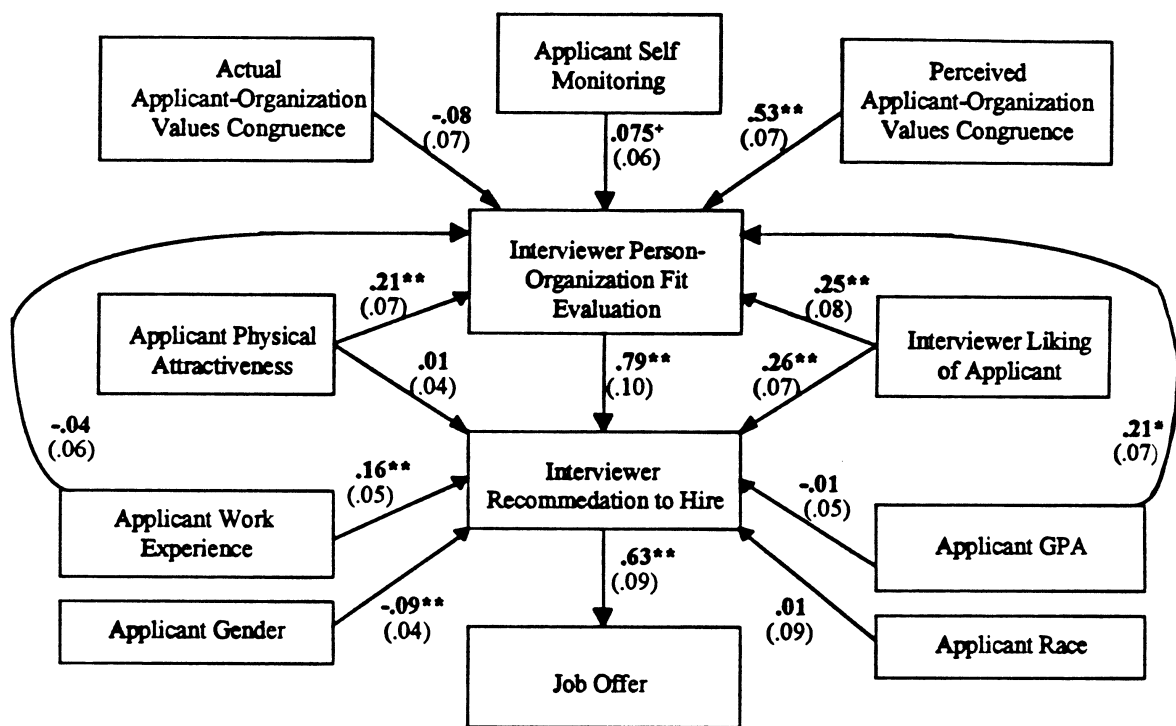 Actual
Applicant-Organization
Values Congruence
Applicant Self
Monitoring
Perceived
Applicant-Organization
Values Congruence
-.08
(.07)
.075+
(.06)
.53**
(.07)
Interviewer Person-
Organization Fit
Evaluation
.21**
(.07)
.25**
(.08)
Applicant Physical
Attractiveness
Interviewer Liking
of Applicant
.01
(.04)
.79**
(.10)
.26**
(.07)
-.04
(.06)
.21*
(.07)
.16**
(.05)
Interviewer
Recommedation to Hire
-.01
(.05)
Applicant Work
Experience
Applicant GPA
.63**
(.09)
Applicant Gender
-.09**
(.04)
.01
(.09)
Applicant Race
Job Offer